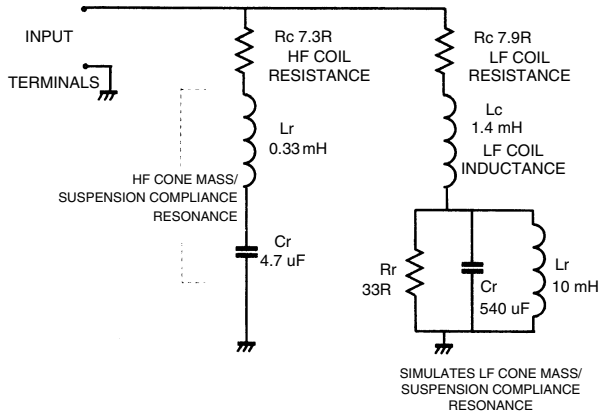 INPUT
TERMINALS
Rc 7.3R
HF COIL
RESISTANCE
Lr
0.33 mH
HF CONE MASS/
SUSPENSION COMPLIANCE
RESONANCE
Cr
4.7 uF
Rc 7.9R
LF COIL
RESISTANCE
Lc
1.4 mH
LF COIL
INDUCTANCE
Rr
33R
Cr
540 uF
Lr
10 mH
SIMULATES LF CONE MASS/
SUSPENSION COMPLIANCE
RESONANCE